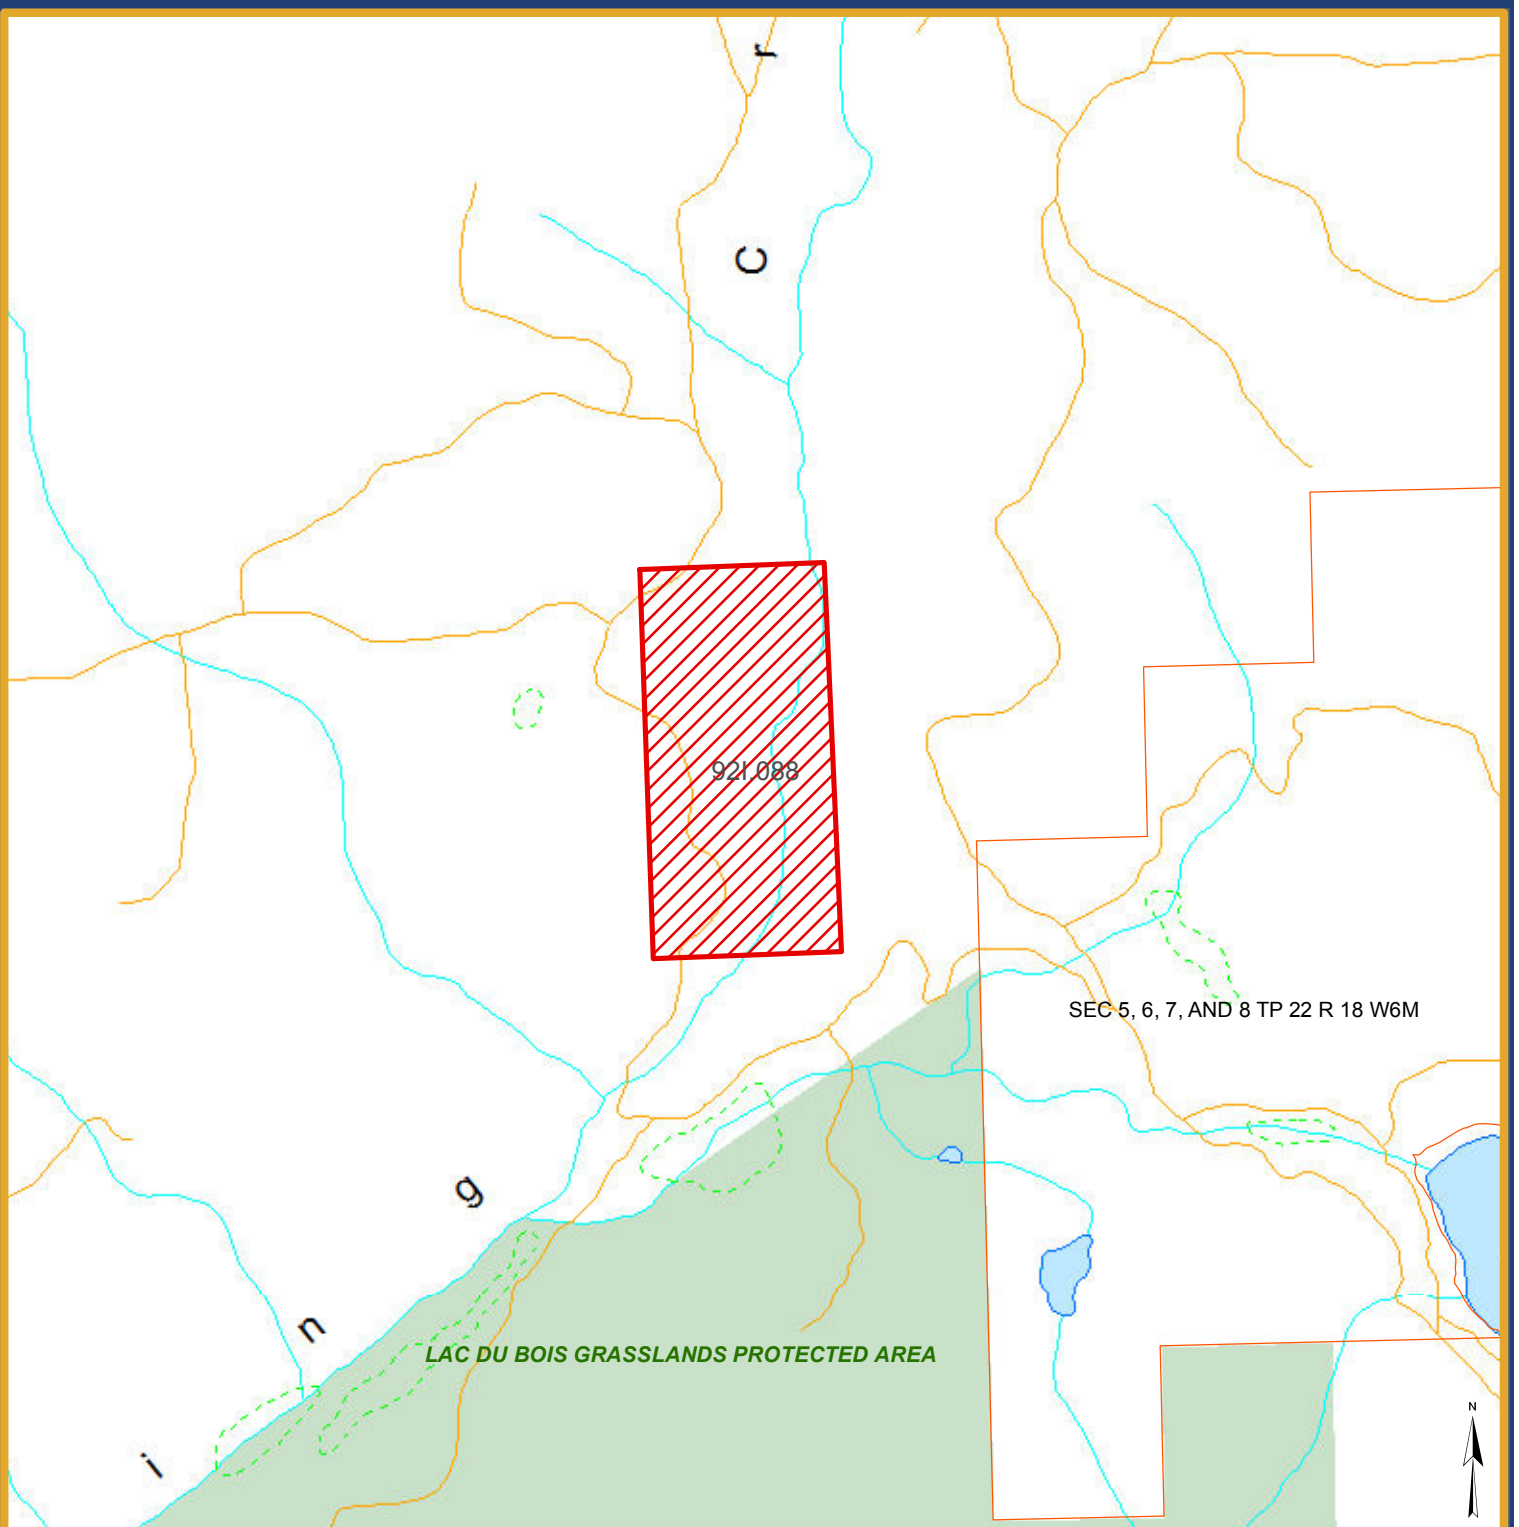 r
C
92I.088
SEC 5, 6, 7, AND 8 TP 22 R 18 W6M
g
n
LAC DU BOIS GRASSLANDS PROTECTED AREA
i
N